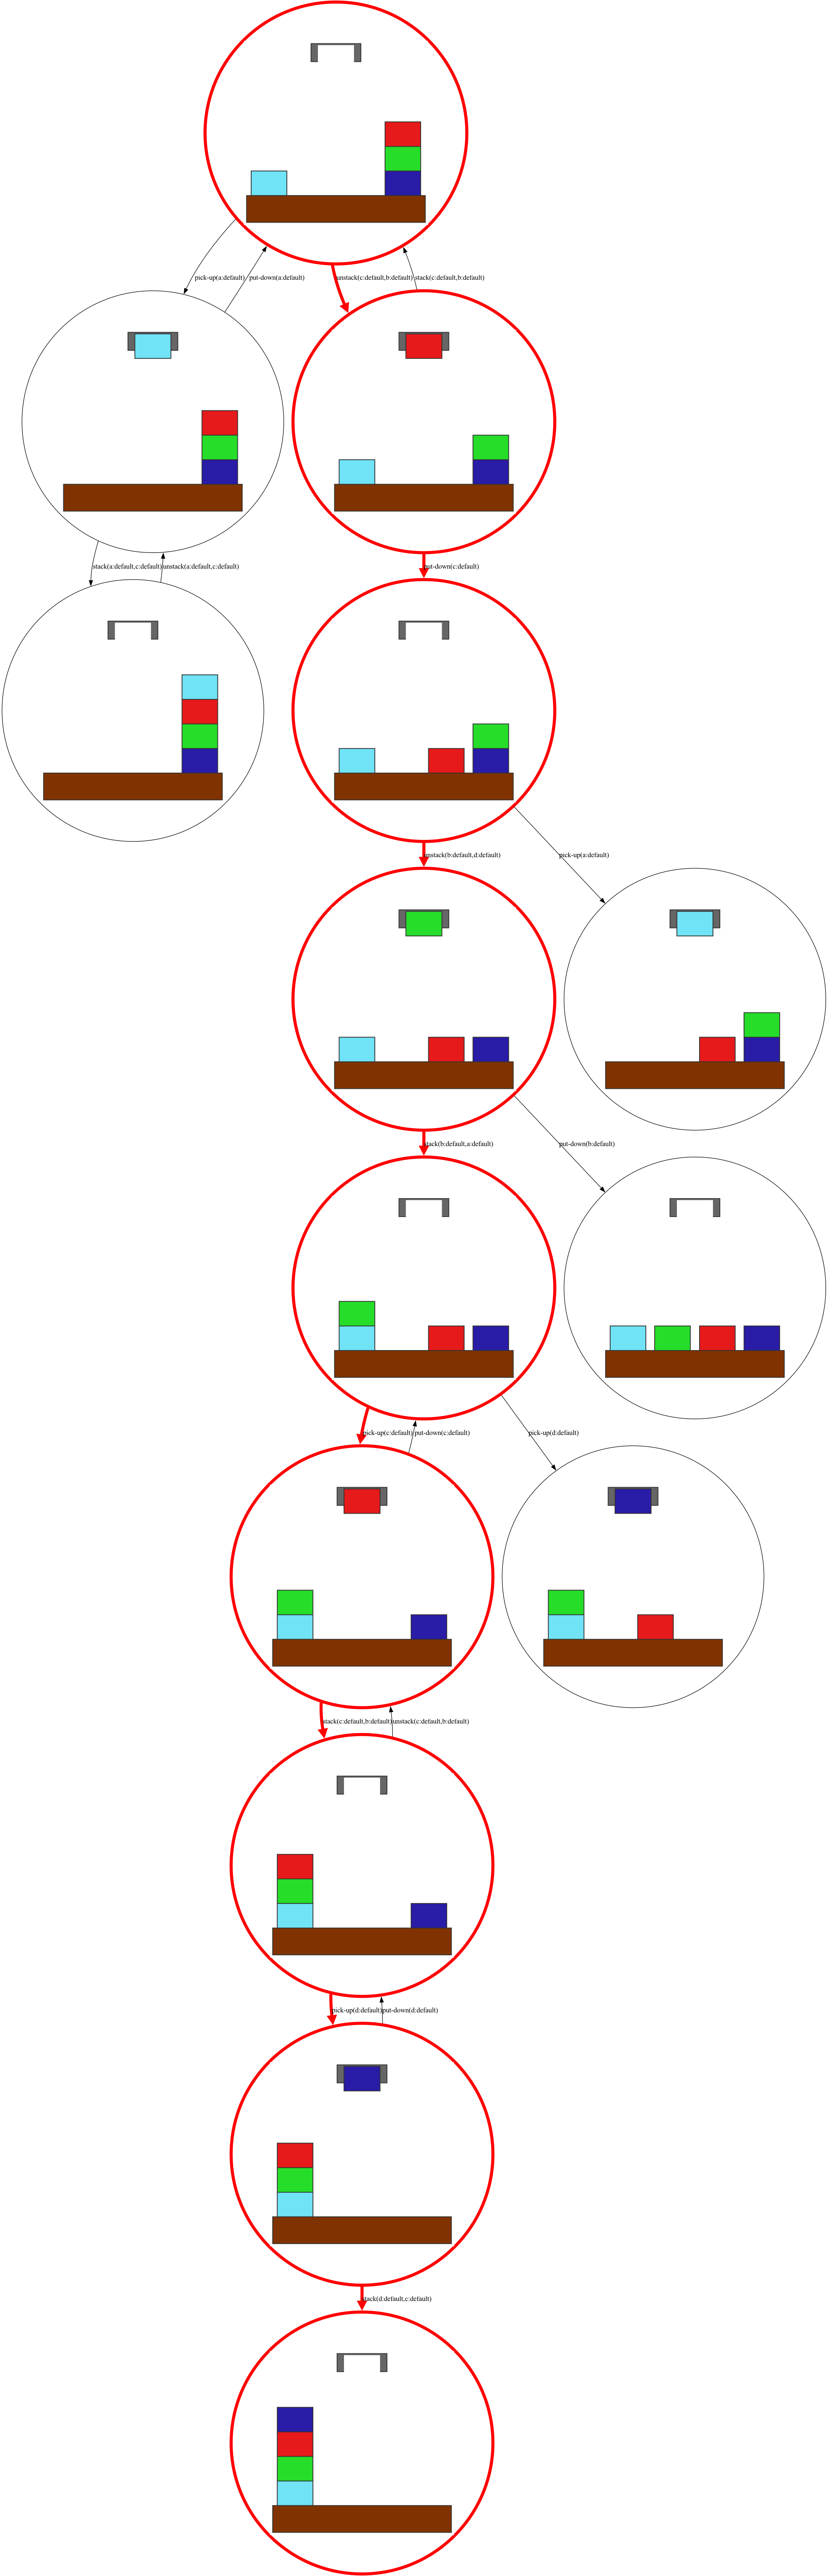 pick-up(a:default)
put-down(a:default)
unstack(c:default,b:default)
stack(c:default,b:default)
stack(a:default,c:default)
unstack(a:default,c:default)
put-down(c:default)
unstack(b:default,d:default)
pick-up(a:default)
stack(b:default,a:default)
put-down(b:default)
pick-up(c:default)
put-down(c:default)
pick-up(d:default)
stack(c:default,b:default)
unstack(c:default,b:default)
pick-up(d:default)
put-down(d:default)
stack(d:default,c:default)